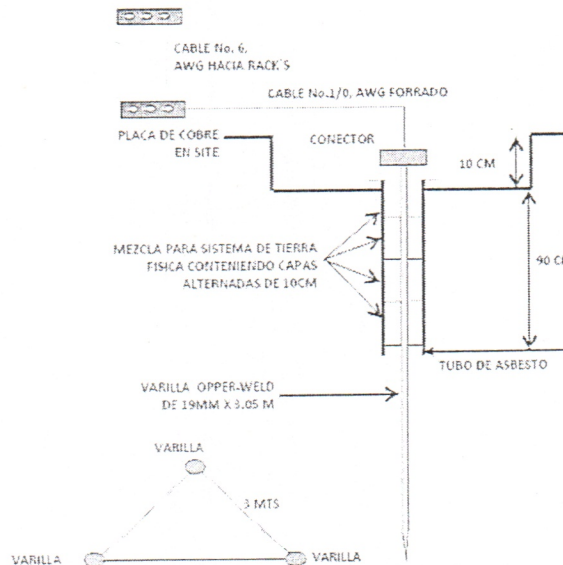 CABLE No. 6,
AWG HACIA RACK'S
CABLE No.1/0, AWG FORRADO
PLACA DE COBRE
EN SITE
CONECTOR
10 CM
MEZCLA PARA SISTEMA DE TIERRA
FISICA CONTENIENDO CAPAS
ALTERNADAS DE 10CM
90 C
TUBO DE ASBESTO
VARILLA OPPER-WELD
DE 19MM X 3.05 M
VARILLA
3 MTS
VARILLA
VARILLA